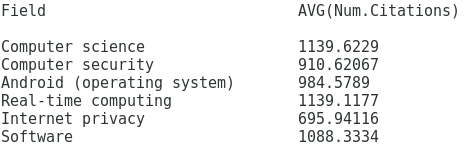 Field AVG(Num.Citations)
Computer science 1139.6229
Computer security 910.62067
Android (operating system) 984.5789
Real-time computing 1139.1177
Internet privacy 695.94116
Software 1088.3334